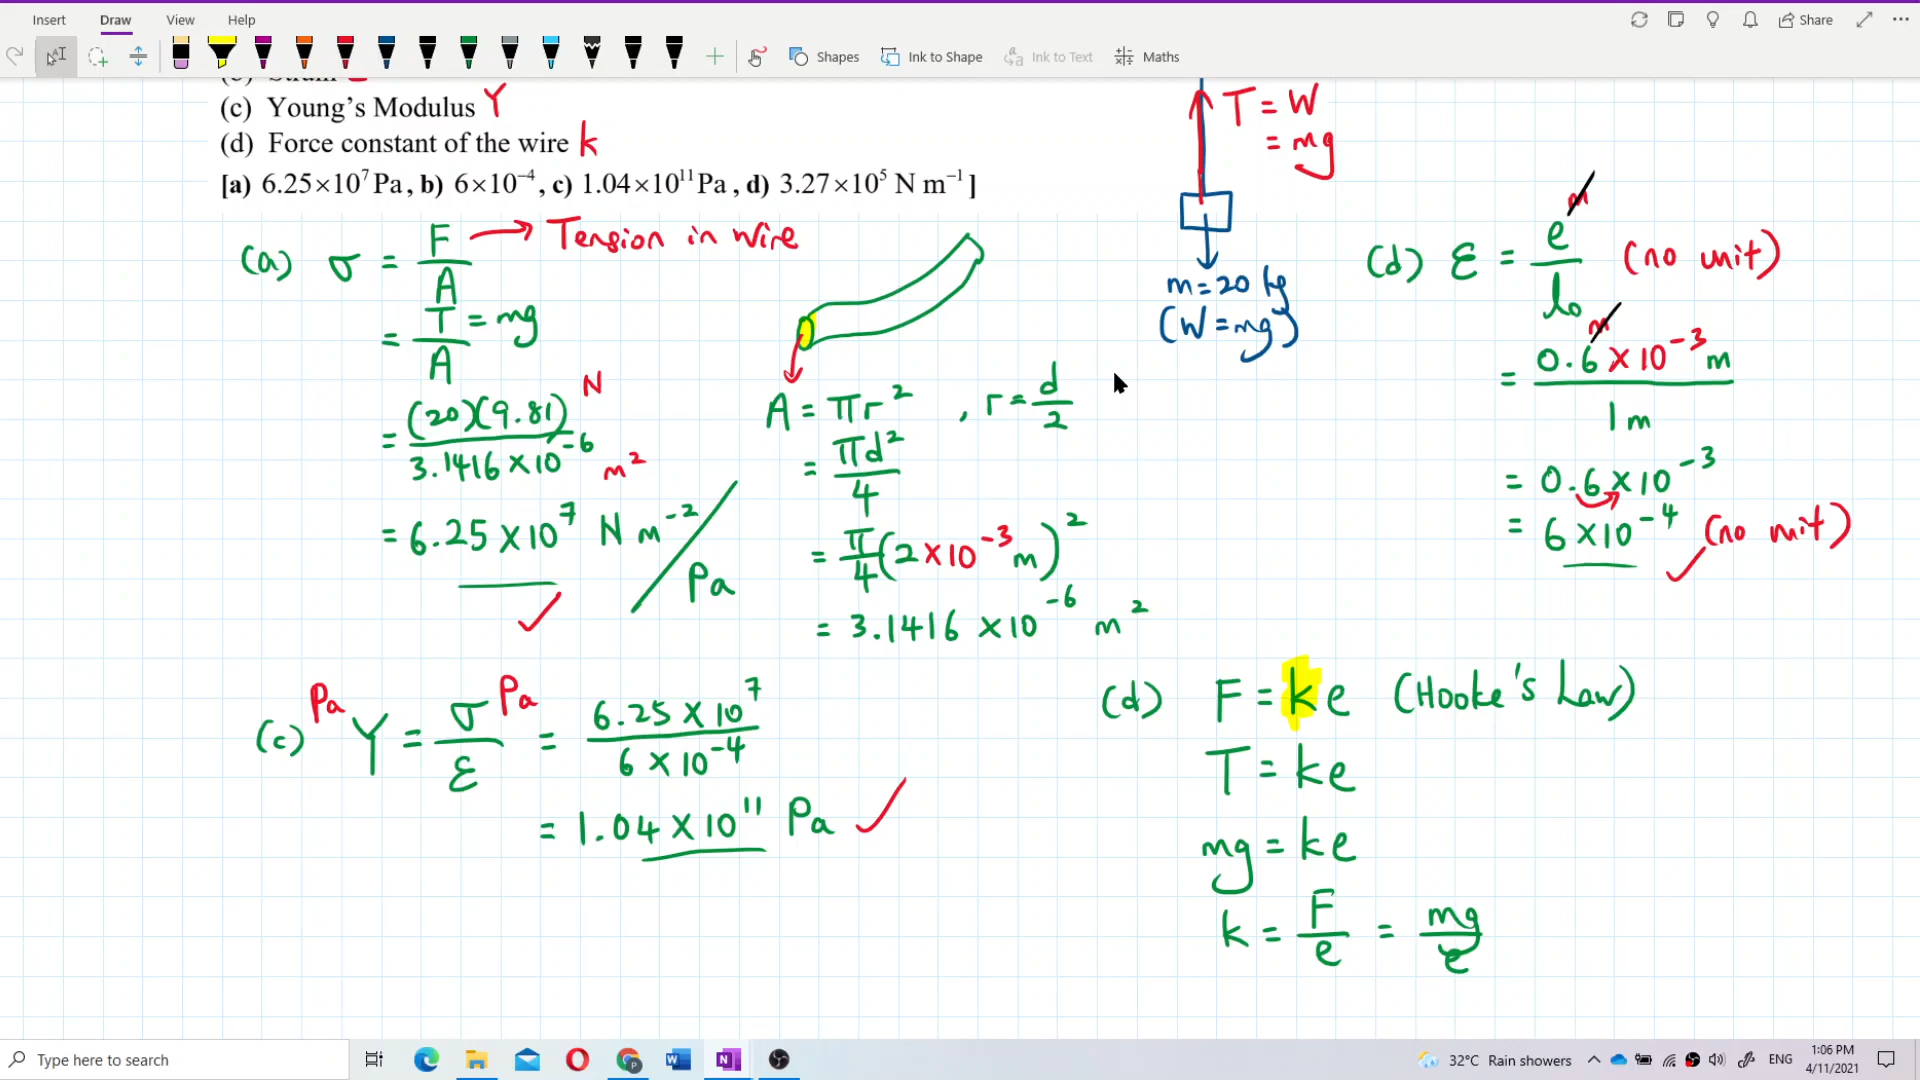 Insert Draw View Help
Share
Shapes Ink to Shape Ink to Text Maths
(c) Young's Modulus Y
(d) Force constant of the wire k
[a) 6.25×10⁷ Pa, b) 6×10⁻⁴, c) 1.04×10¹¹ Pa, d) 3.27×10⁵ N m⁻¹]
T = W
= mg
m = 20 kg
(W = mg)
(a) σ = F/A → Tension in wire
= T/A = mg
= (20)(9.81) N / 3.1416 × 10⁻⁶ m²
= 6.25 × 10⁷ N m⁻² / Pa
A = πr² , r = d/2
= πd²/4
= π/4 (2 × 10⁻³ m)²
= 3.1416 × 10⁻⁶ m²
(d) ε = e m / l₀ m (no unit)
= 0.6 × 10⁻³ m / 1 m
= 0.6 × 10⁻³
= 6 × 10⁻⁴ (no unit)
(c) Pa Y = σ Pa / ε = 6.25 × 10⁷ / 6 × 10⁻⁴
= 1.04 × 10¹¹ Pa
(d) F = ke (Hooke's Law)
T = ke
mg = ke
k = F/e = mg/e
Type here to search
32°C Rain showers
ENG
1:06 PM
4/11/2021